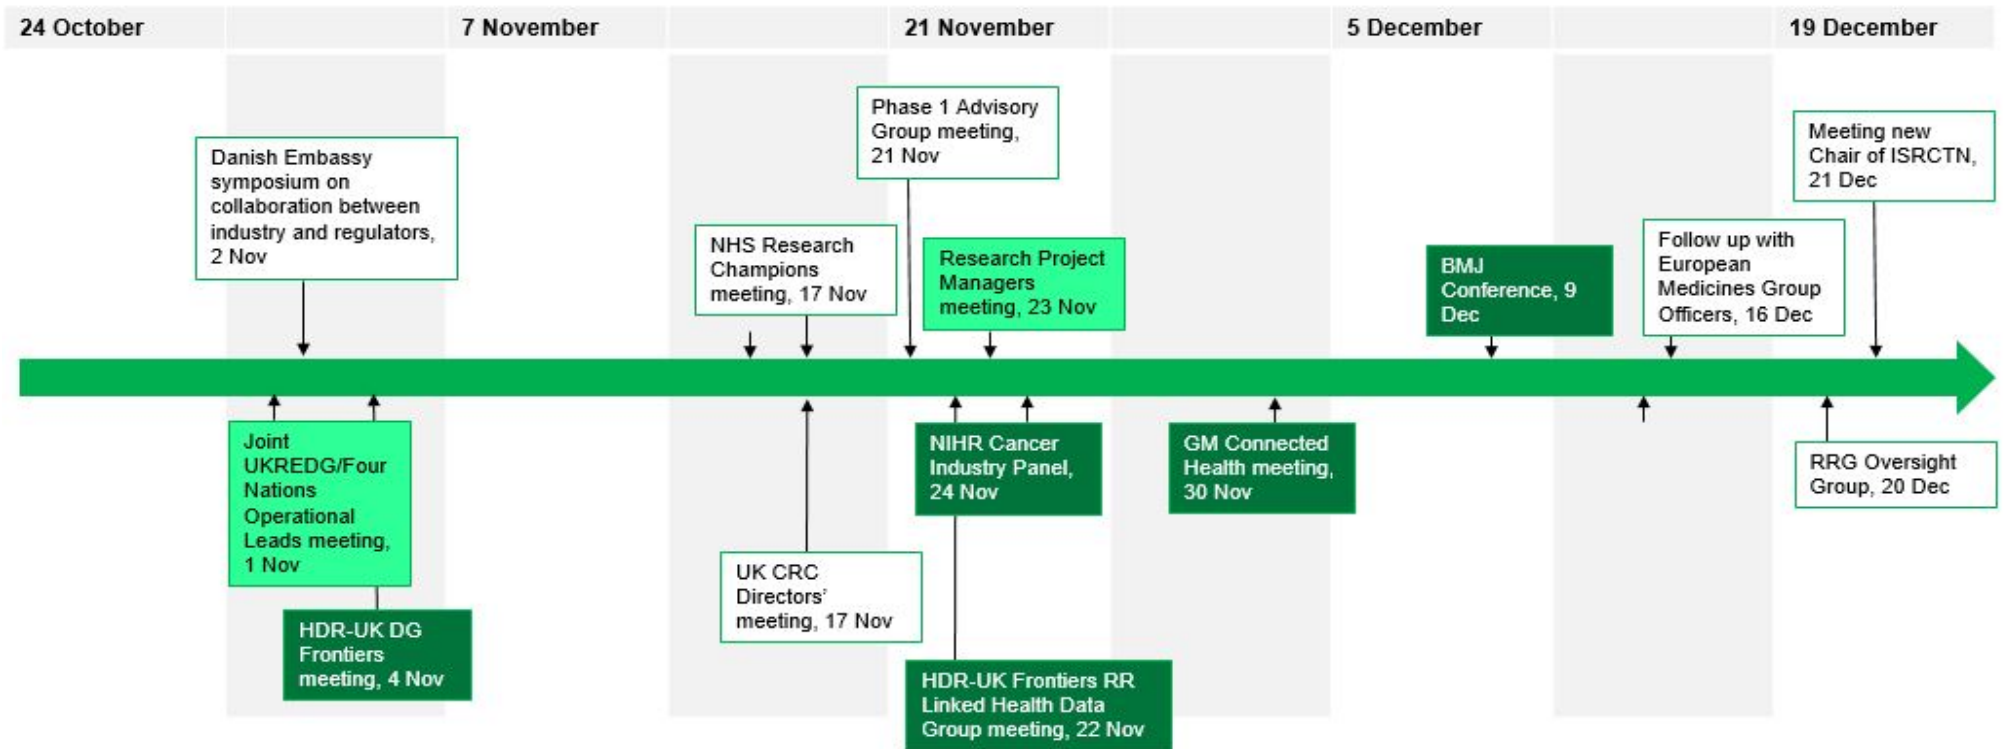 24 October
7 November
21 November
5 December
19 December
Phase 1 Advisory
Group meeting,
21 Nov
Meeting new
Chair of ISRCTN,
21 Dec
Danish Embassy
symposium on
collaboration between
industry and regulators,
2 Nov
NHS Research
Champions
meeting, 17 Nov
Research Project
Managers
meeting, 23 Nov
BMJ
Conference, 9
Dec
Follow up with
European
Medicines Group
Officers, 16 Dec
Joint
UKREDG/Four
Nations
Operational
Leads meeting,
1 Nov
NIHR Cancer
Industry Panel,
24 Nov
GM Connected
Health meeting,
30 Nov
RRG Oversight
Group, 20 Dec
UK CRC
Directors’
meeting, 17 Nov
HDR-UK DG
Frontiers
meeting, 4 Nov
HDR-UK Frontiers RR
Linked Health Data
Group meeting, 22 Nov